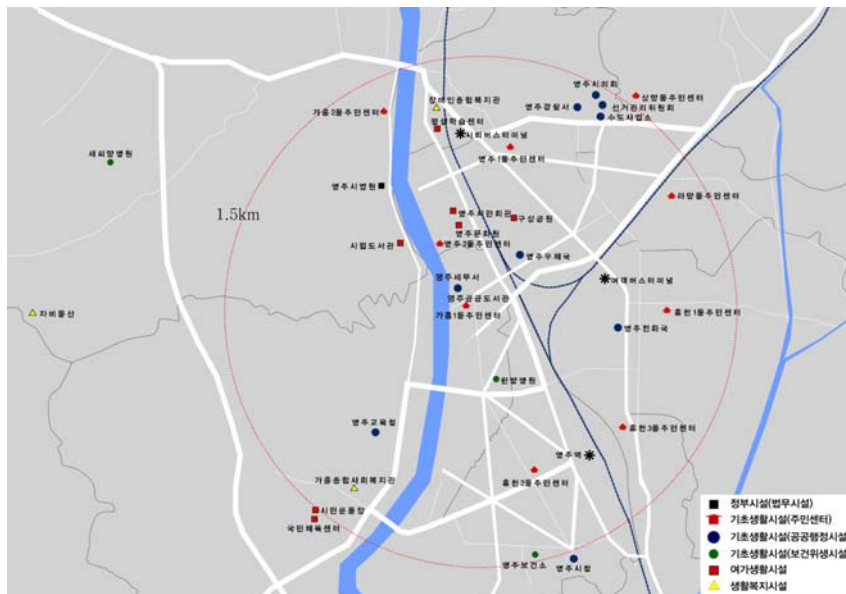 영주시의회
상망동주민센터
장애인종합복지관
영주경찰서
선거관리위원회
가흥2동주민센터
수도사업소
평생학습센터
시외버스터미널
영주1동주민센터
새희망병원
영주시법원
하망동주민센터
1.5km
영주시민회관
구성공원
영주문화원
시립도서관
영주2동주민센터
영주우체국
여객버스터미널
영주세무서
영주공공도서관
자비동산
가흥1동주민센터
휴천1동주민센터
영주전화국
한방병원
영주교육청
휴천3동주민센터
영주역
가흥종합사회복지관
휴천2동주민센터
시민운동장
국민체육센터
영주보건소
영주시청
정부시설(법무시설)
기초생활시설(주민센터)
기초생활시설(공공행정시설
기초생활시설(보건위생시설
여가생활시설
생활복지시설